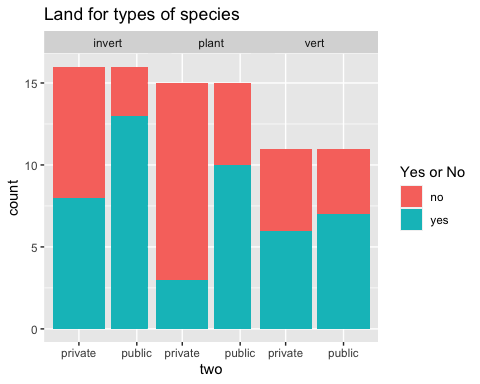 Land for types of species
invert plant vert
15
10
5
0
count
private public private public private public
two
Yes or No
no
yes